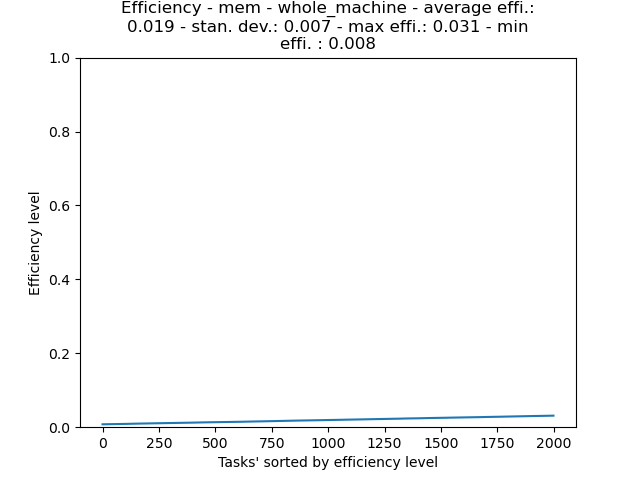 Efficiency - mem - whole_machine - average effi.:
0.019 - stan. dev.: 0.007 - max effi.: 0.031 - min
effi. : 0.008
1.0
0.8
0.6
0.4
0.2
0.0
Efficiency level
0 250 500 750 1000 1250 1500 1750 2000
Tasks' sorted by efficiency level